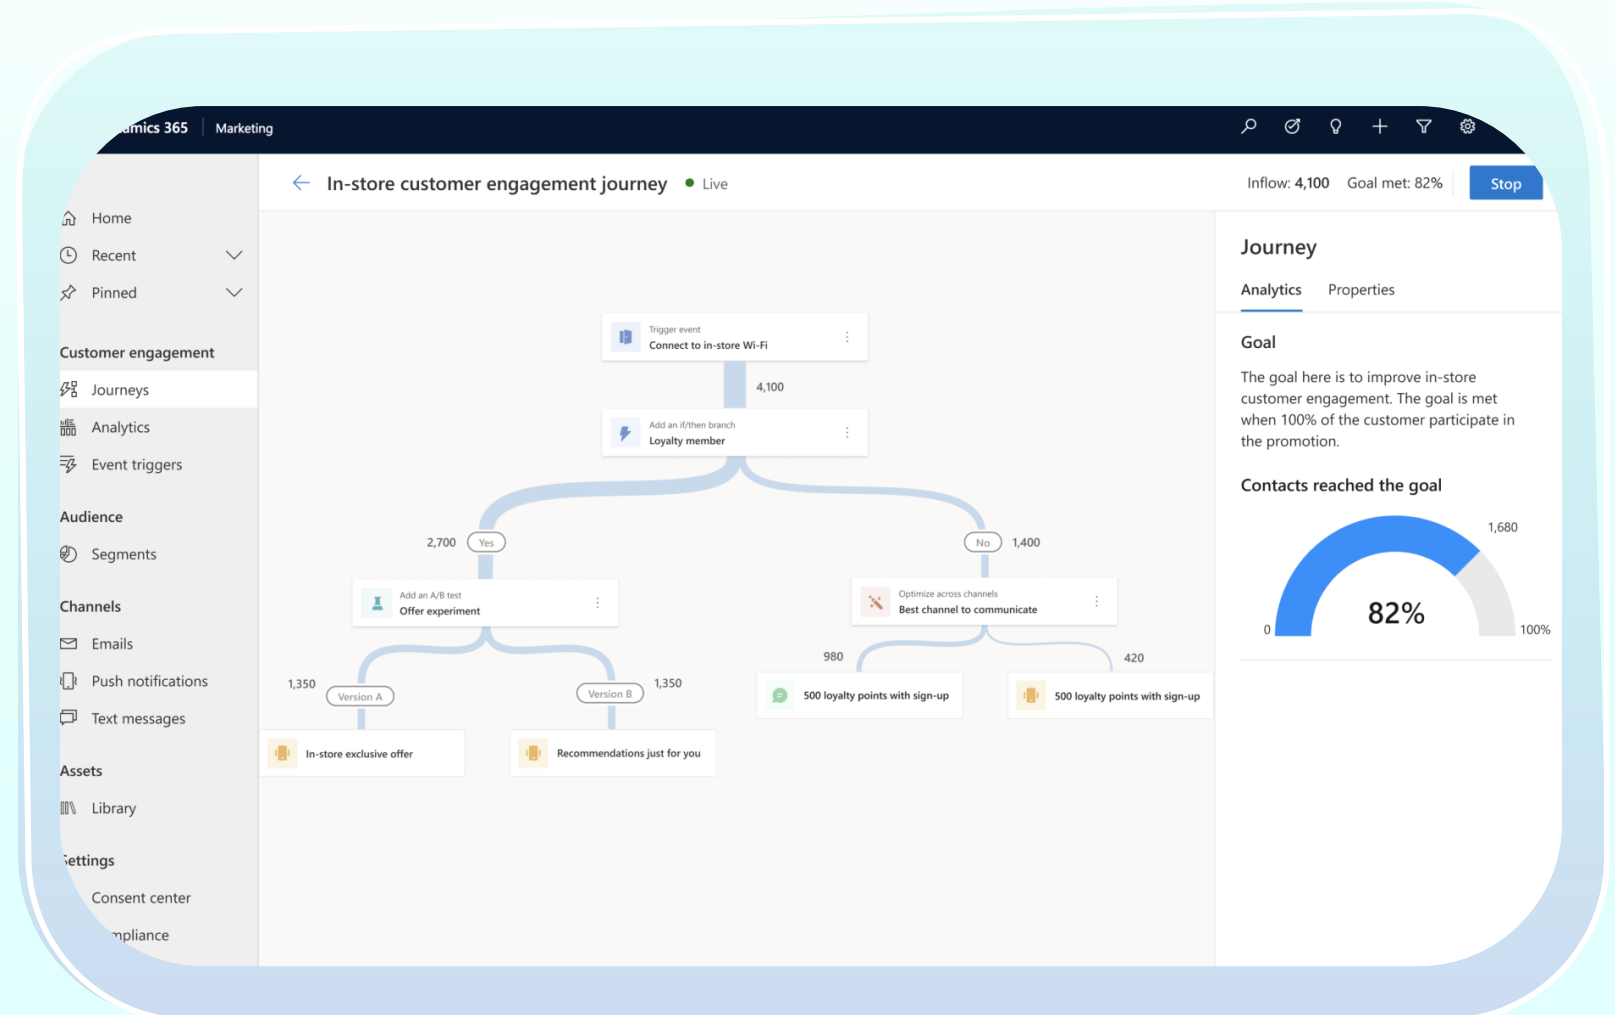 amics 365
Marketing
In-store customer engagement journey
Live
Inflow: 4,100
Goal met: 82%
Stop
Home
Recent
Pinned
Customer engagement
Journeys
Analytics
Event triggers
Audience
Segments
Channels
Emails
Push notifications
Text messages
Assets
Library
Settings
Consent center
mpliance
Trigger event
Connect to in-store Wi-Fi
4,100
Add an if/then branch
Loyalty member
2,700
Yes
No
1,400
Add an A/B test
Offer experiment
Optimize across channels
Best channel to communicate
1,350
Version A
Version B
1,350
980
420
500 loyalty points with sign-up
500 loyalty points with sign-up
In-store exclusive offer
Recommendations just for you
Journey
Analytics
Properties
Goal
The goal here is to improve in-store
customer engagement. The goal is met
when 100% of the customer participate in
the promotion.
Contacts reached the goal
1,680
82%
0
100%